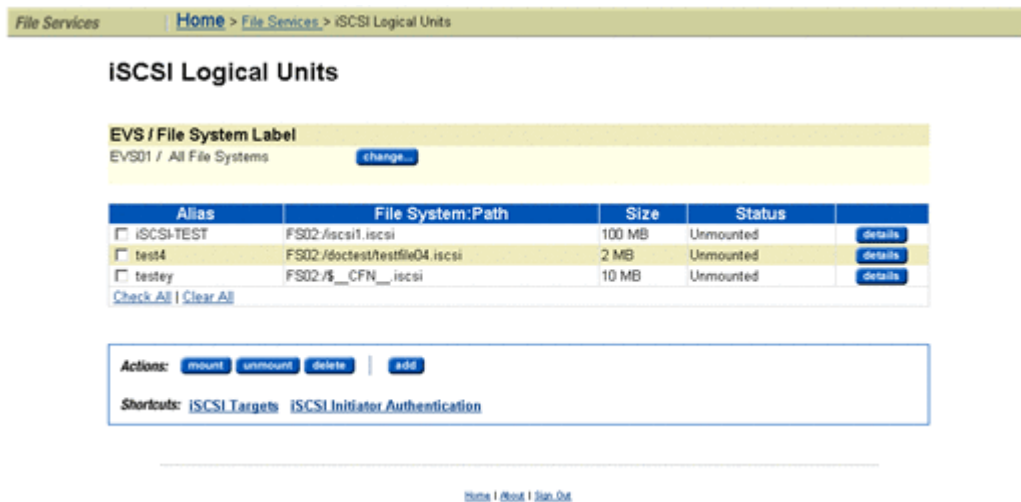 File Services Home > File Services > iSCSI Logical Units
iSCSI Logical Units
EVS / File System Label
EVS01 / All File Systems change...
Alias File System:Path Size Status
iSCSI-TEST FS02:/iscsi1.iscsi 100 MB Unmounted details
test4 FS02:/doctest/testfile04.iscsi 2 MB Unmounted details
testey FS02:/$__CFN__.iscsi 10 MB Unmounted details
Check All | Clear All
Actions: mount unmount delete | add
Shortcuts: iSCSI Targets iSCSI Initiator Authentication
Home | About | Sign Out